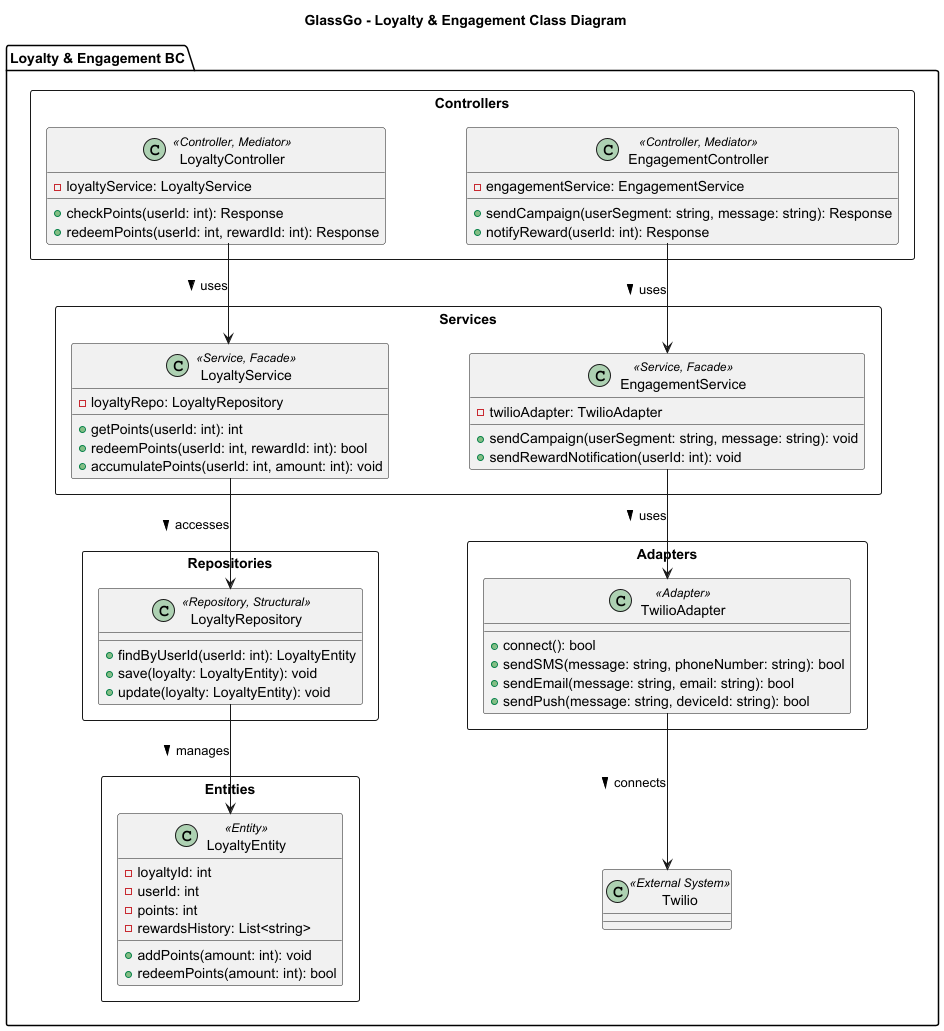 GlassGo - Loyalty & Engagement Class Diagram
Loyalty & Engagement BC
Controllers
C
«Controller, Mediator»
LoyaltyController
loyaltyService: LoyaltyService
checkPoints(userId: int): Response
redeemPoints(userId: int, rewardId: int): Response
C
«Controller, Mediator»
EngagementController
engagementService: EngagementService
sendCampaign(userSegment: string, message: string): Response
notifyReward(userId: int): Response
uses
uses
Services
C
«Service, Facade»
LoyaltyService
loyaltyRepo: LoyaltyRepository
getPoints(userId: int): int
redeemPoints(userId: int, rewardId: int): bool
accumulatePoints(userId: int, amount: int): void
C
«Service, Facade»
EngagementService
twilioAdapter: TwilioAdapter
sendCampaign(userSegment: string, message: string): void
sendRewardNotification(userId: int): void
accesses
uses
Repositories
C
«Repository, Structural»
LoyaltyRepository
findByUserId(userId: int): LoyaltyEntity
save(loyalty: LoyaltyEntity): void
update(loyalty: LoyaltyEntity): void
Adapters
C
«Adapter»
TwilioAdapter
connect(): bool
sendSMS(message: string, phoneNumber: string): bool
sendEmail(message: string, email: string): bool
sendPush(message: string, deviceId: string): bool
manages
connects
Entities
C
«Entity»
LoyaltyEntity
loyaltyId: int
userId: int
points: int
rewardsHistory: List<string>
addPoints(amount: int): void
redeemPoints(amount: int): bool
C
«External System»
Twilio